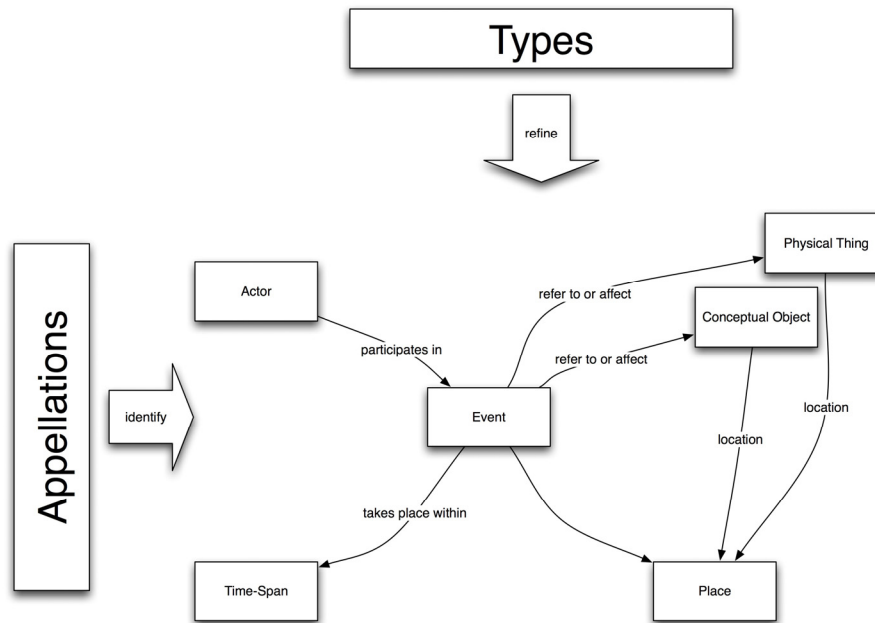 Types
refine
Physical Thing
Actor
refer to or affect
Conceptual Object
participates in
refer to or affect
Appellations
identify
Event
location
location
takes place within
Time-Span
Place